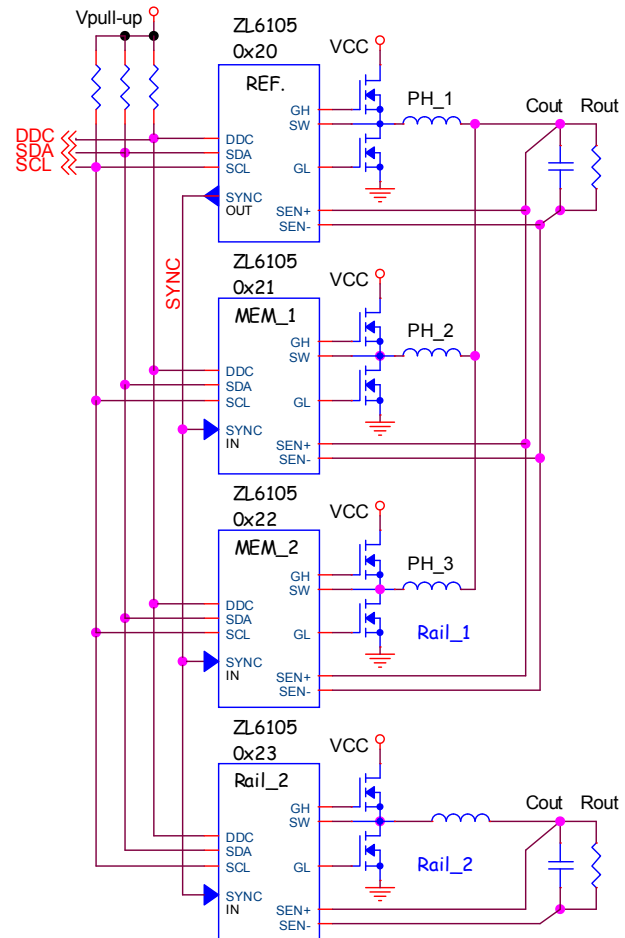 Vpull-up
ZL6105
0x20
REF.
VCC
PH_1
Cout
Rout
DDC
SDA
SCL
GH
SW
GL
DDC
SDA
SCL
SYNC
OUT
SEN+
SEN-
SYNC
ZL6105
0x21
MEM_1
VCC
PH_2
GH
SW
GL
DDC
SDA
SCL
SYNC
IN
SEN+
SEN-
ZL6105
0x22
MEM_2
VCC
PH_3
GH
SW
GL
Rail_1
DDC
SDA
SCL
SYNC
IN
SEN+
SEN-
ZL6105
0x23
Rail_2
VCC
Cout
Rout
GH
SW
GL
Rail_2
DDC
SDA
SCL
SYNC
IN
SEN+
SEN-